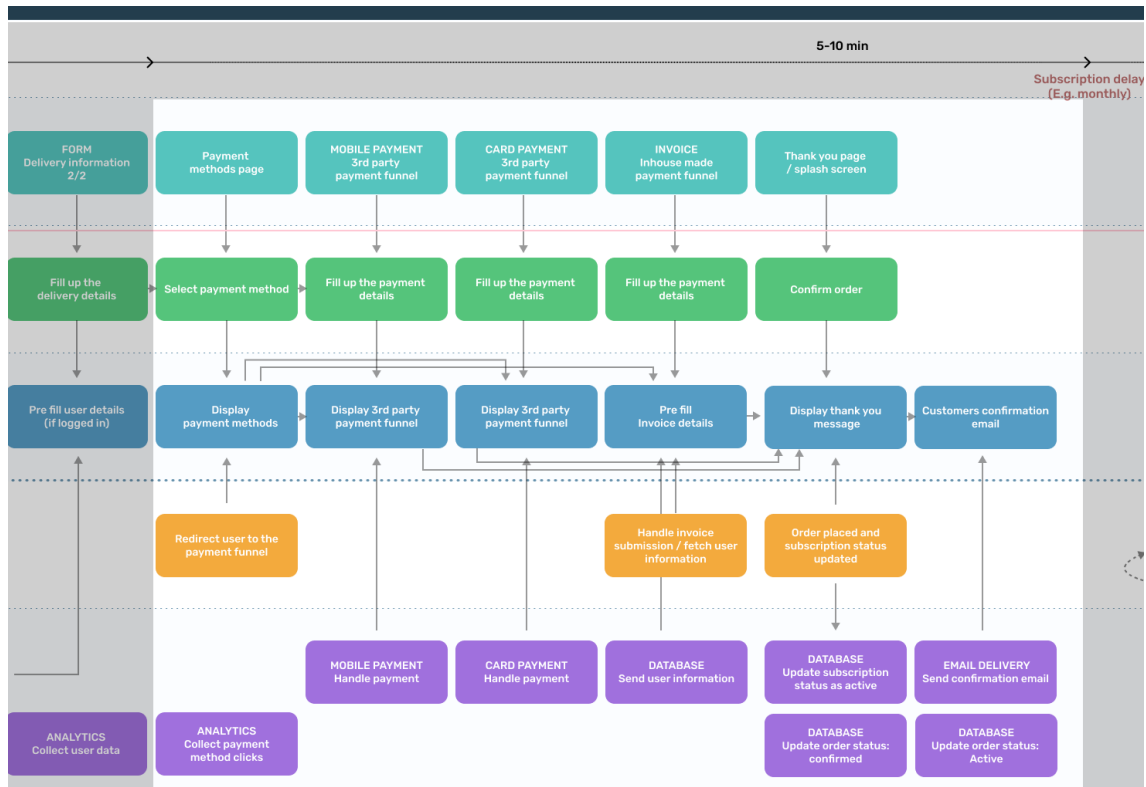 5-10 min
Subscription delay
(E.g. monthly)
FORM
Delivery information
2/2
Payment
methods page
MOBILE PAYMENT
3rd party
payment funnel
CARD PAYMENT
3rd party
payment funnel
INVOICE
Inhouse made
payment funnel
Thank you page
/ splash screen
Fill up the
delivery details
Select payment method
Fill up the payment
details
Fill up the payment
details
Fill up the payment
details
Confirm order
Pre fill user details
(if logged in)
Display
payment methods
Display 3rd party
payment funnel
Display 3rd party
payment funnel
Pre fill
Invoice details
Display thank you
message
Customers confirmation
email
Redirect user to the
payment funnel
Handle invoice
submission / fetch user
information
Order placed and
subscription status
updated
MOBILE PAYMENT
Handle payment
CARD PAYMENT
Handle payment
DATABASE
Send user information
DATABASE
Update subscription
status as active
EMAIL DELIVERY
Send confirmation email
ANALYTICS
Collect user data
ANALYTICS
Collect payment
method clicks
DATABASE
Update order status:
confirmed
DATABASE
Update order status:
Active